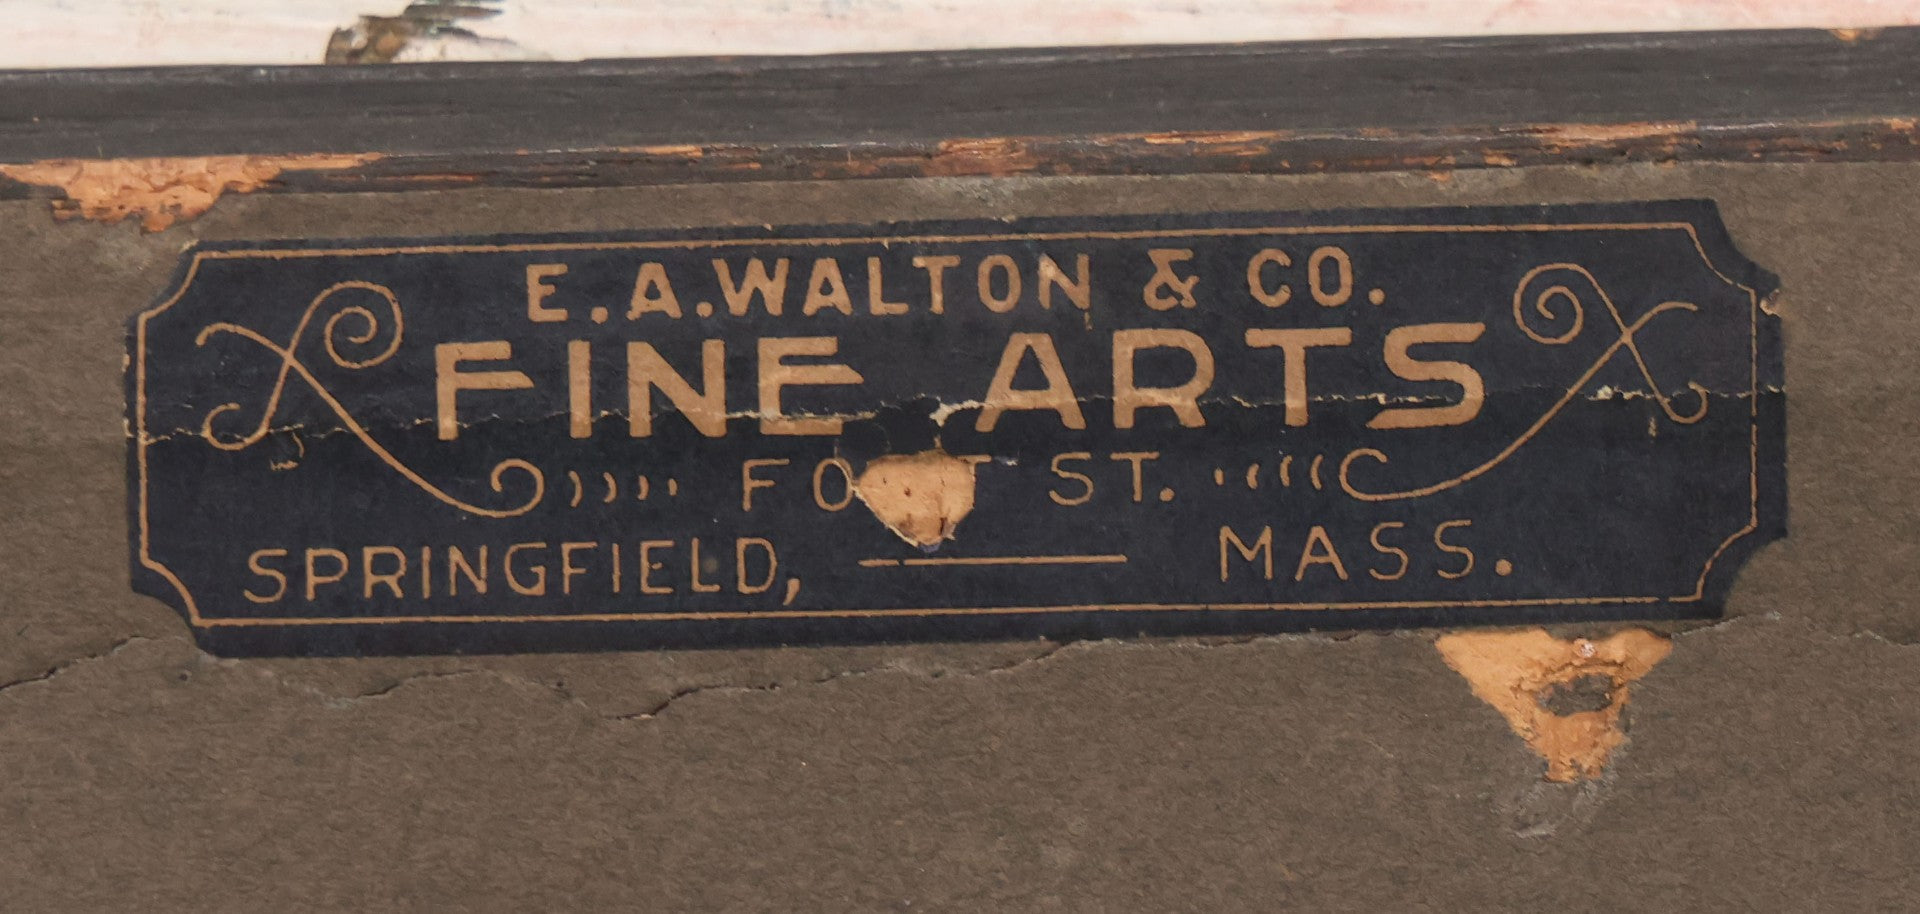 E. A. WALTON & CO.
FINE ARTS
ST.
SPRINGFIELD, MASS.